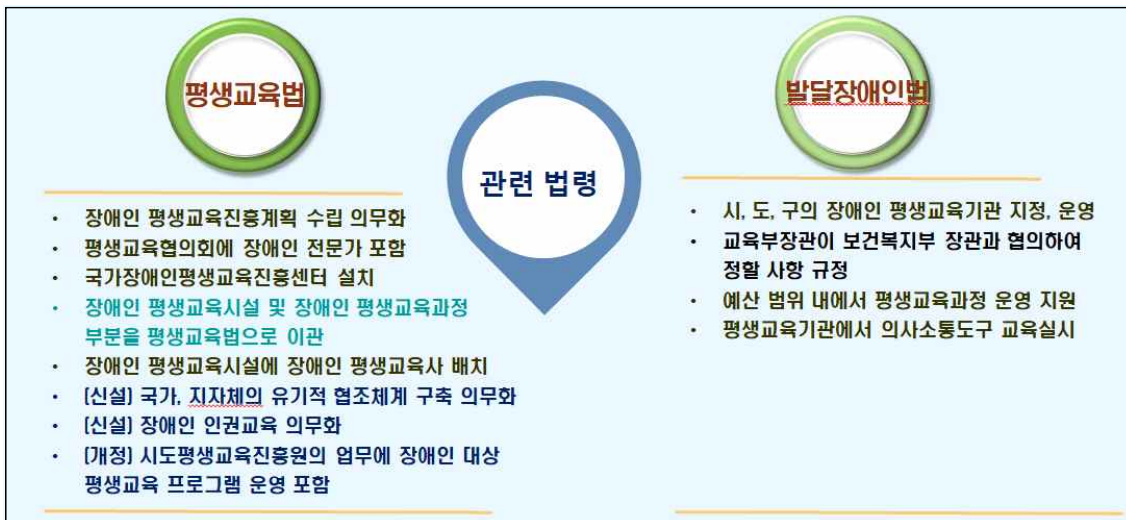 평생교육법
• 장애인 평생교육진흥계획 수립 의무화
• 평생교육협의회에 장애인 전문가 포함
• 국가장애인평생교육진흥센터 설치
• 장애인 평생교육시설 및 장애인 평생교육과정
부분을 평생교육법으로 이관
• 장애인 평생교육시설에 장애인 평생교육사 배치
• (신설) 국가, 지자체의 유기적 협조체계 구축 의무화
• (신설) 장애인 인권교육 의무화
• (개정) 시도평생교육진흥원의 업무에 장애인 대상
평생교육 프로그램 운영 포함
관련 법령
발달장애인법
• 시, 도, 구의 장애인 평생교육기관 지정, 운영
• 교육부장관이 보건복지부 장관과 협의하여
정할 사항 규정
• 예산 범위 내에서 평생교육과정 운영 지원
• 평생교육기관에서 의사소통도구 교육실시